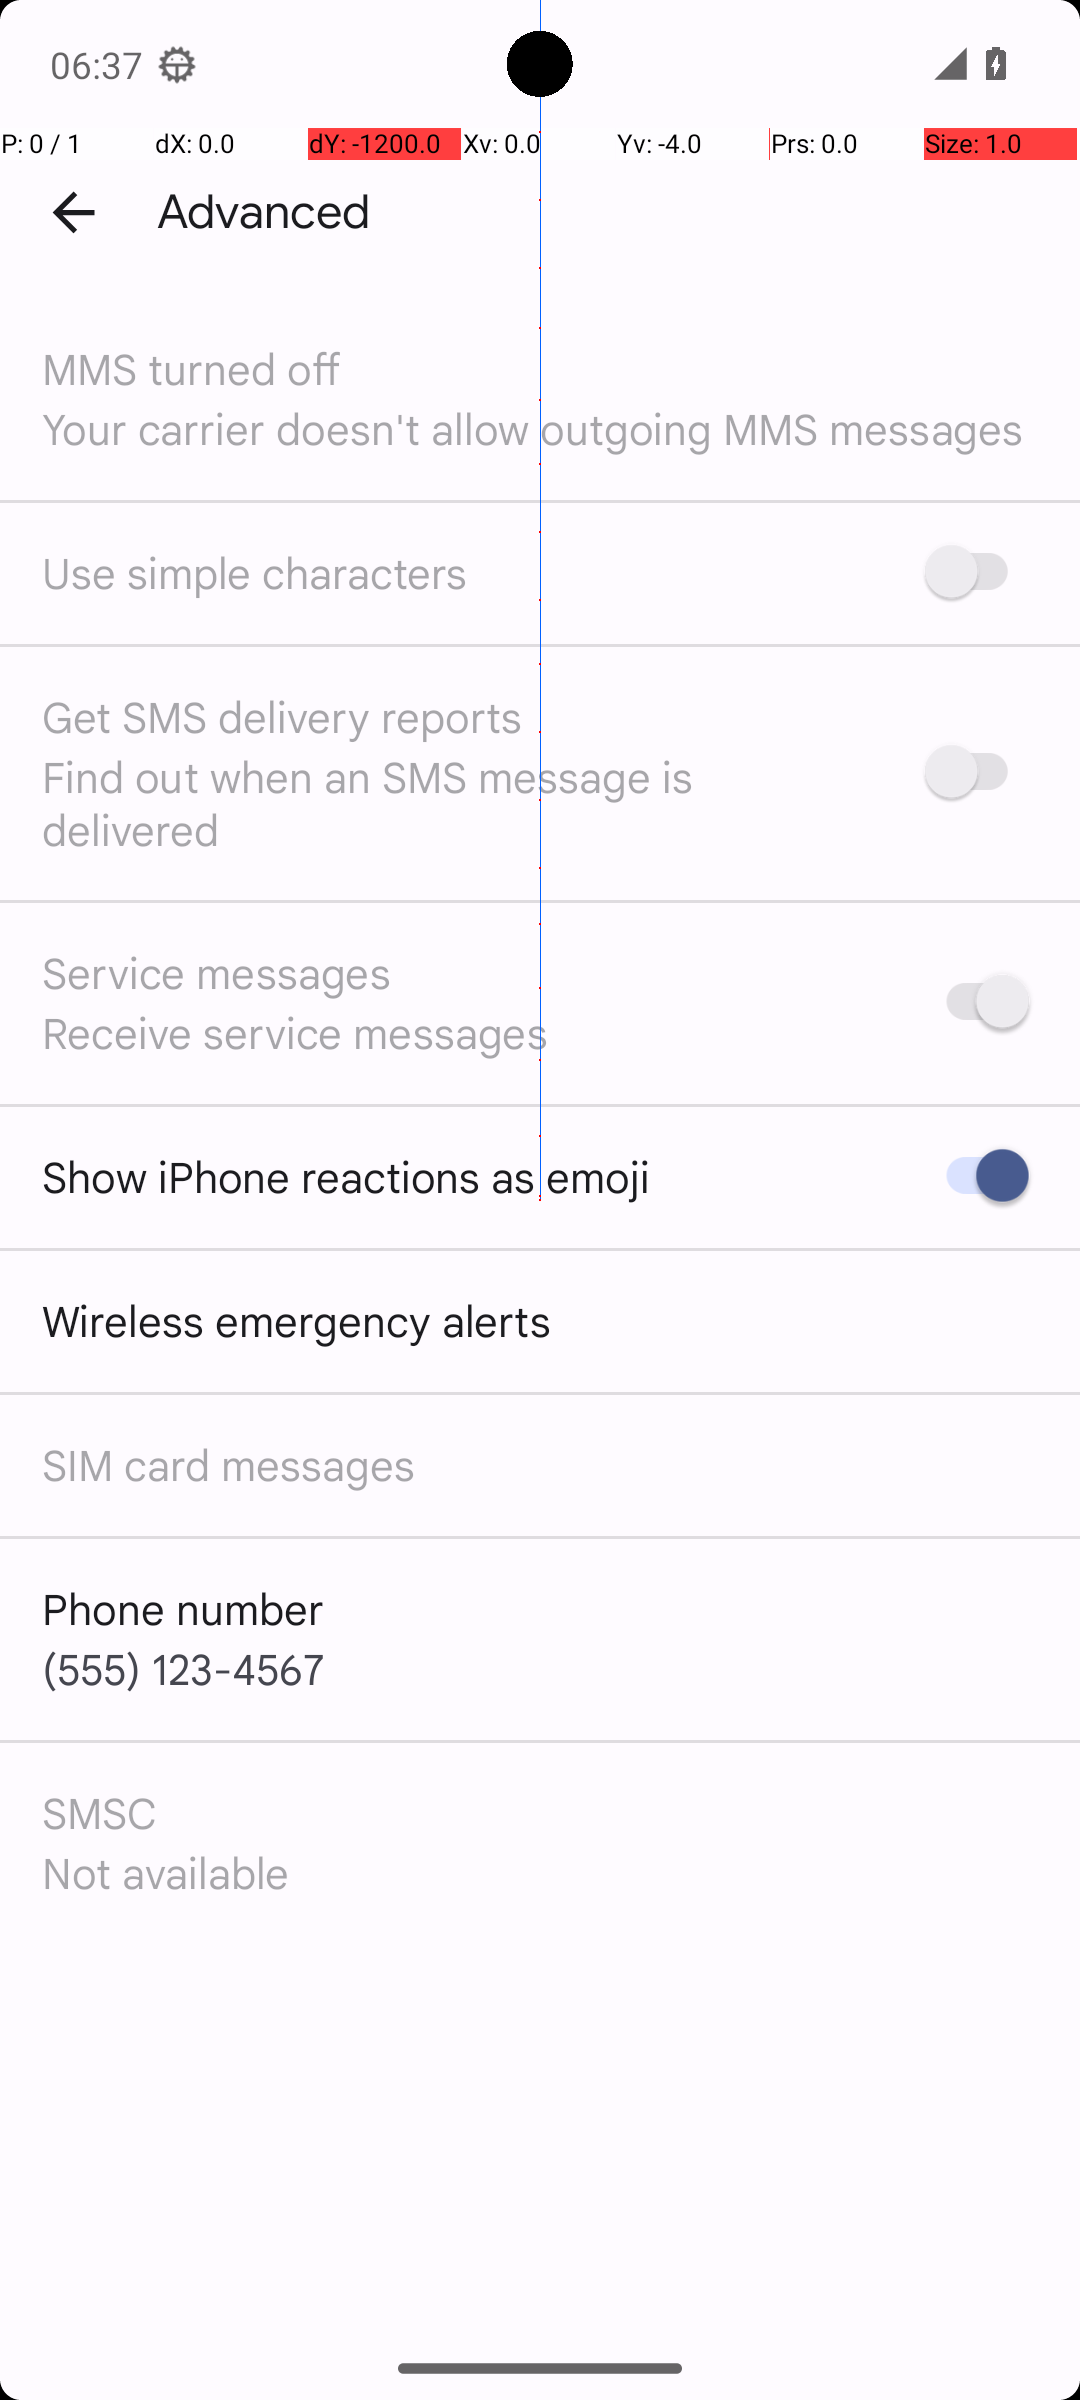 06:37
P: 0 / 1 dX: 0.0 dY: -1200.0 Xv: 0.0 Yv: -4.0 Prs: 0.0 Size: 1.0
Advanced
MMS turned off
Your carrier doesn't allow outgoing MMS messages
Use simple characters
Get SMS delivery reports
Find out when an SMS message is
delivered
Service messages
Receive service messages
Show iPhone reactions as emoji
Wireless emergency alerts
SIM card messages
Phone number
(555) 123-4567
SMSC
Not available